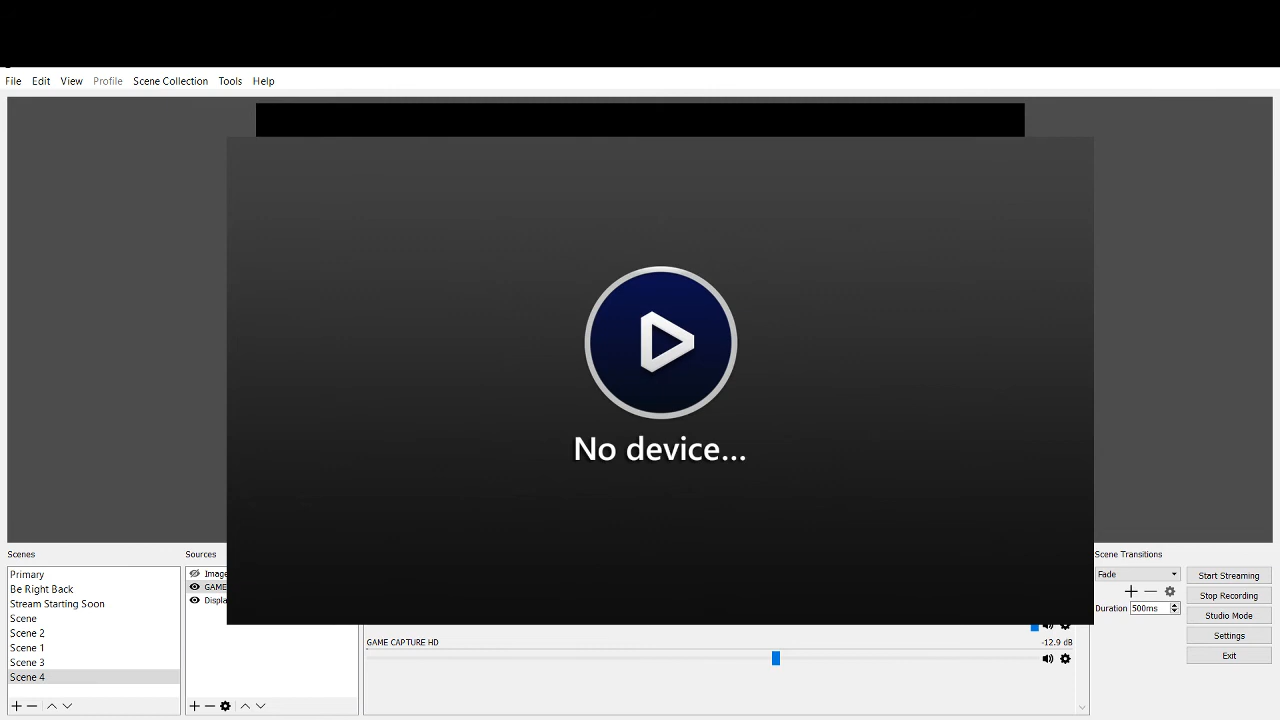 File Edit View Profile Scene Collection Tools Help
No device...
Scenes
Primary
Be Right Back
Stream Starting Soon
Scene
Scene 2
Scene 1
Scene 3
Scene 4
Sources
Imag
GAME
Displa
GAME CAPTURE HD -12.9 dB
Scene Transitions
Fade
Duration 500ms
Start Streaming
Stop Recording
Studio Mode
Settings
Exit